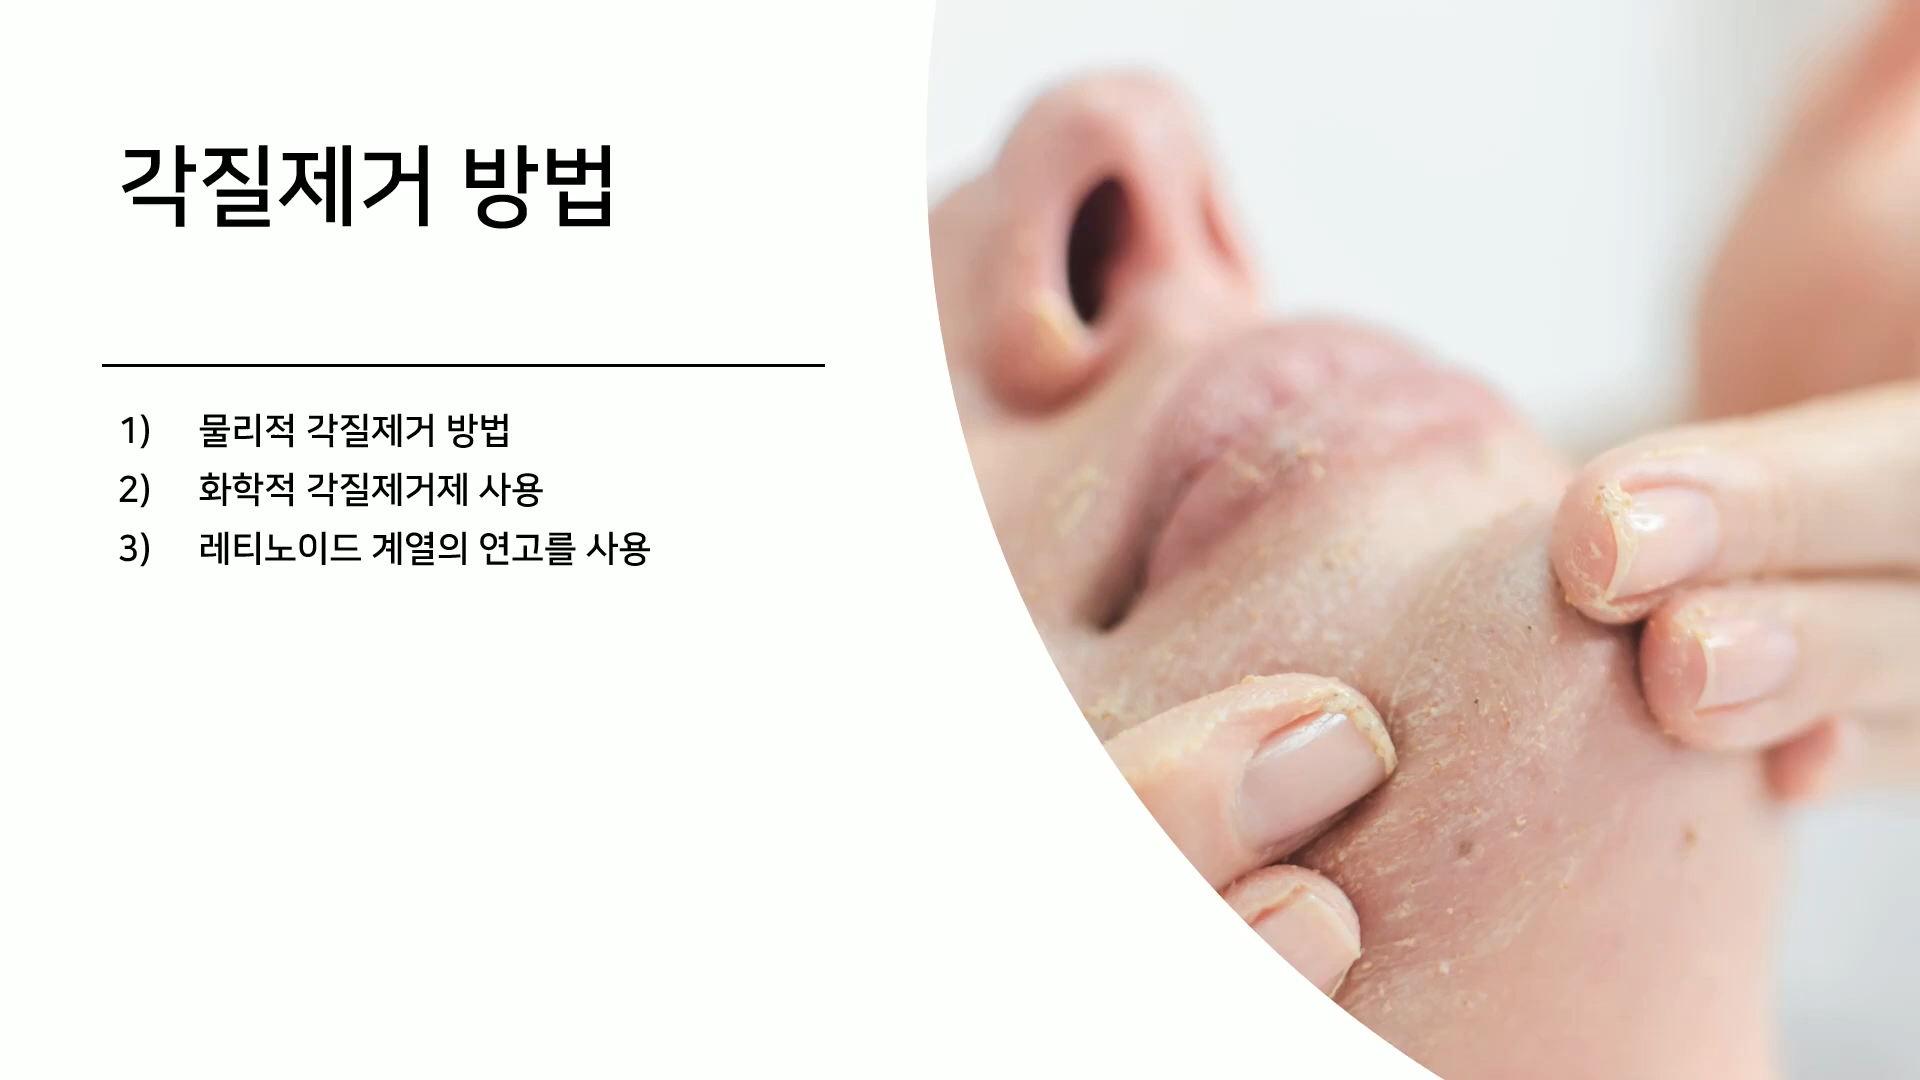 각질제거 방법
1) 물리적 각질제거 방법
2) 화학적 각질제거제 사용
3) 레티노이드 계열의 연고를 사용